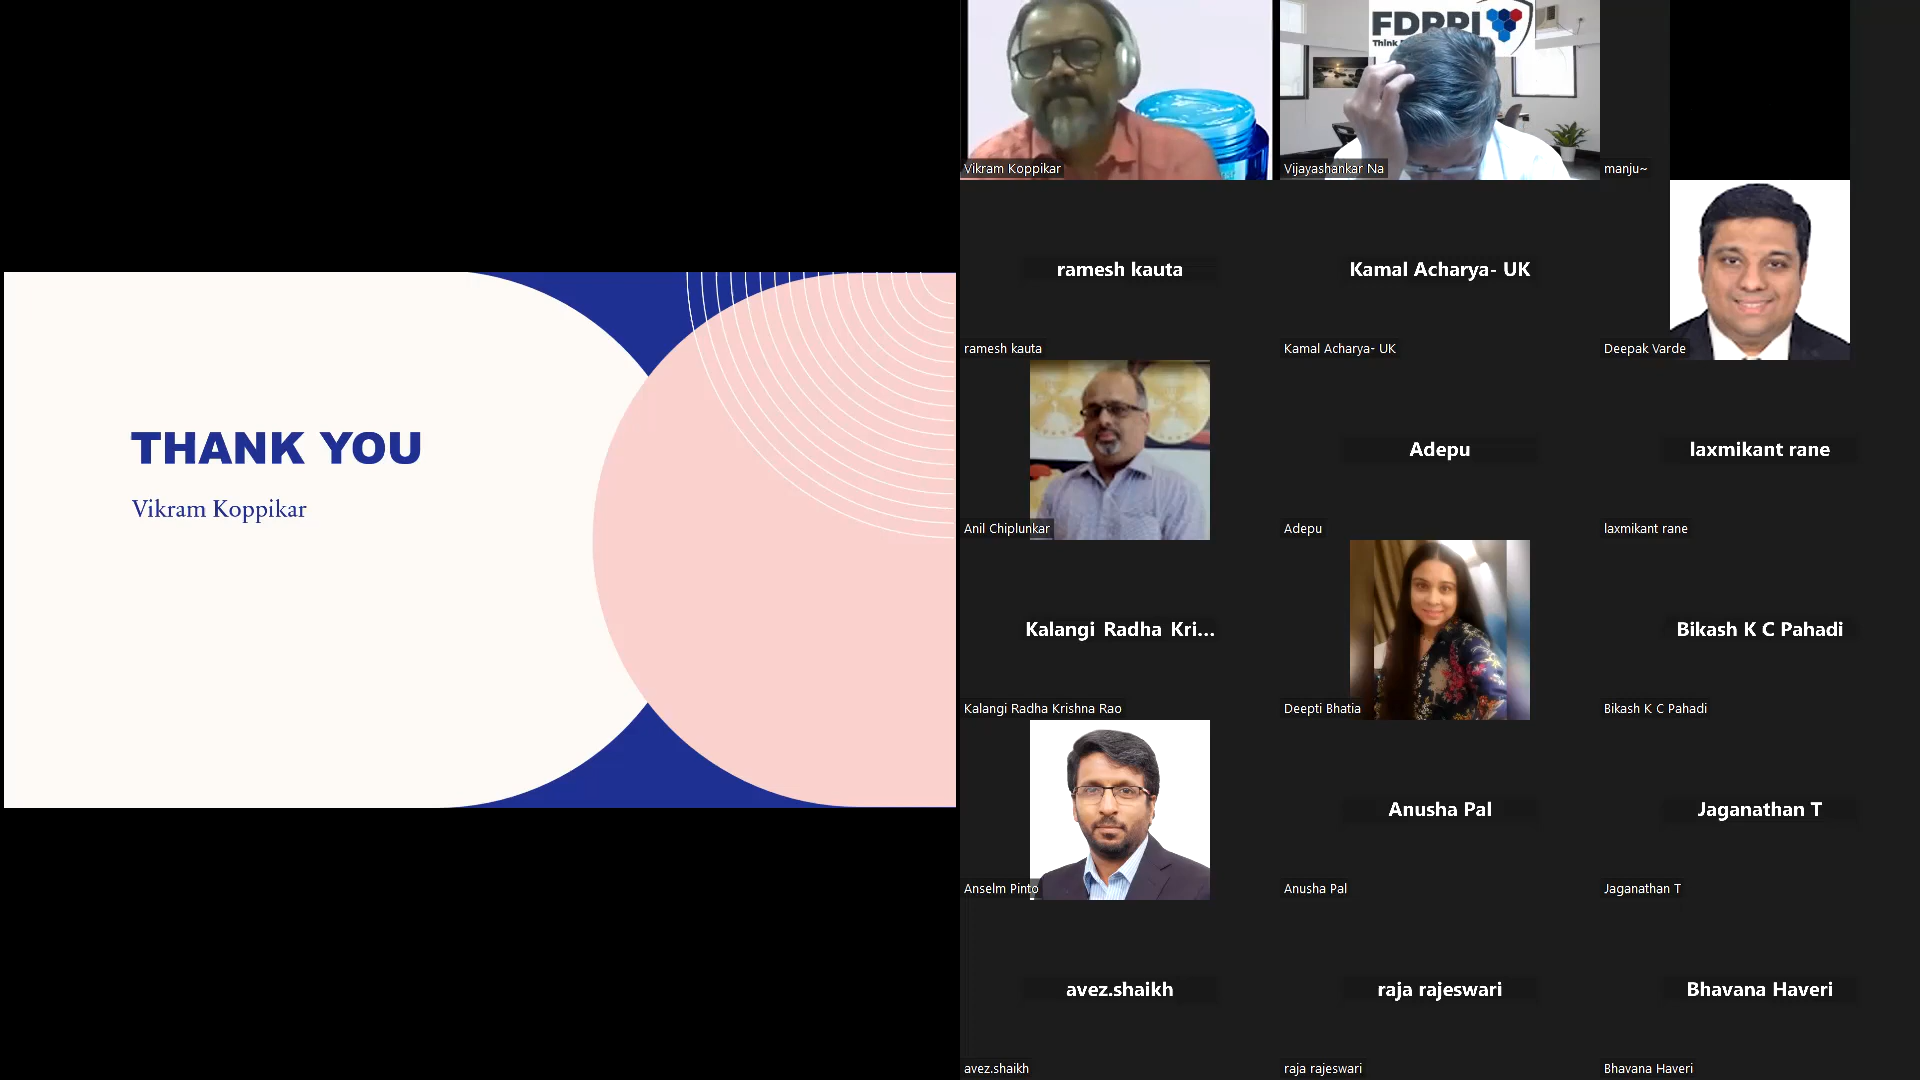 THANK YOU
Vikram Koppikar
FDPPI
Think
Vikram Koppikar
Vijayashankar Na
manju~
ramesh kauta
Kamal Acharya- UK
ramesh kauta
Kamal Acharya- UK
Deepak Varde
Adepu
laxmikant rane
Anil Chiplunkar
Adepu
laxmikant rane
Kalangi Radha Kri...
Bikash K C Pahadi
Kalangi Radha Krishna Rao
Deepti Bhatia
Bikash K C Pahadi
Anusha Pal
Jaganathan T
Anselm Pinto
Anusha Pal
Jaganathan T
avez.shaikh
raja rajeswari
Bhavana Haveri
avez.shaikh
raja rajeswari
Bhavana Haveri